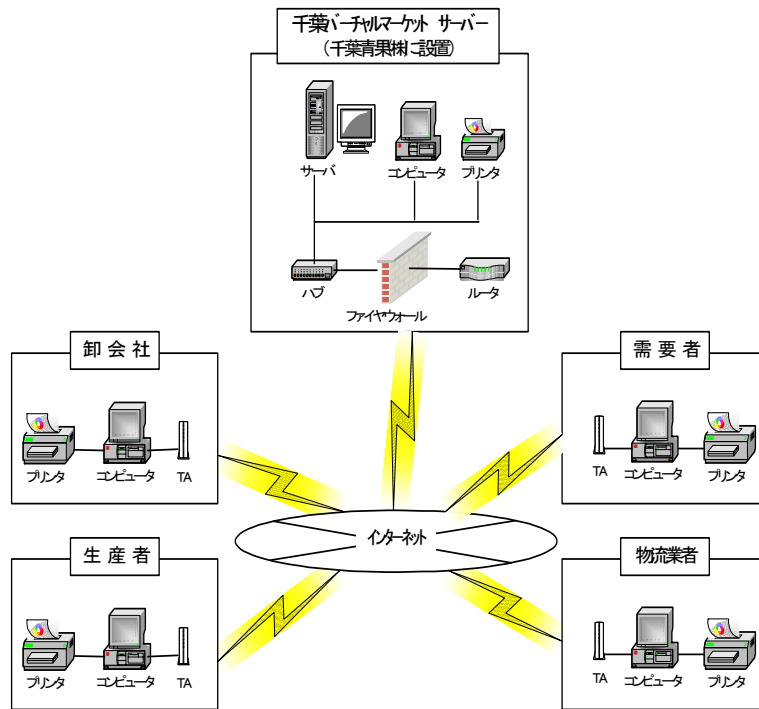 千葉バーチャルマーケット サーバー
(千葉青果(株)に設置)
サーバ
コンピュータ
プリンタ
ハブ
ファイヤウォール
ルータ
卸会社
プリンタ
コンピュータ
TA
需要者
TA
コンピュータ
プリンタ
インターネット
生産者
プリンタ
コンピュータ
TA
物流業者
TA
コンピュータ
プリンタ